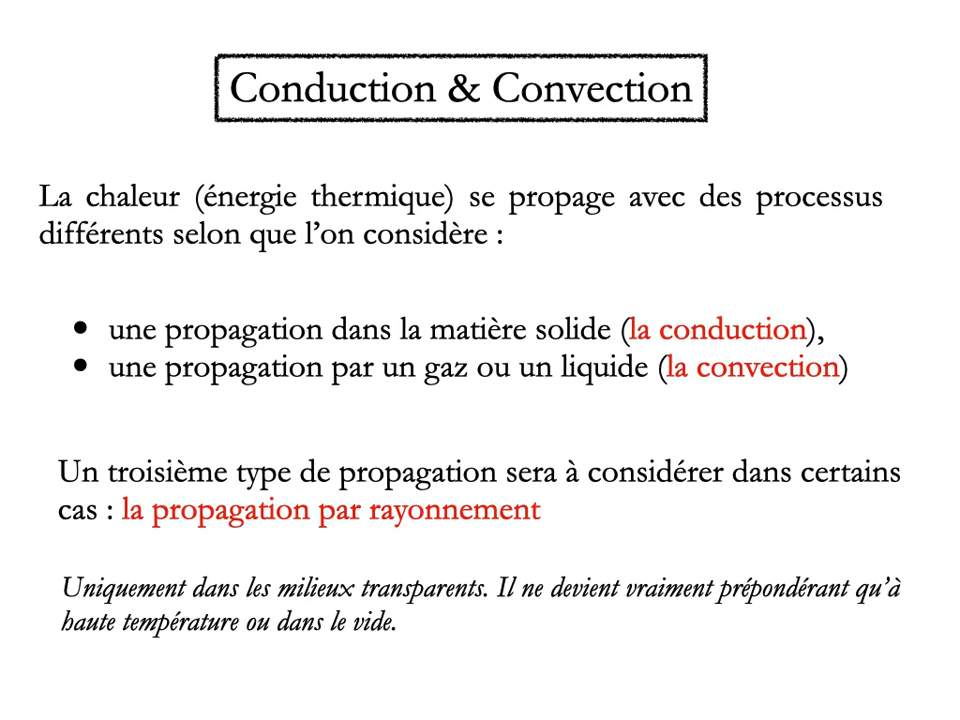 Conduction & Convection
La chaleur (énergie thermique) se propage avec des processus
différents selon que l’on considère :
• une propagation dans la matière solide (la conduction),
• une propagation par un gaz ou un liquide (la convection)
Un troisième type de propagation sera à considérer dans certains
cas : la propagation par rayonnement
Uniquement dans les milieux transparents. Il ne devient vraiment prépondérant qu’à
haute température ou dans le vide.